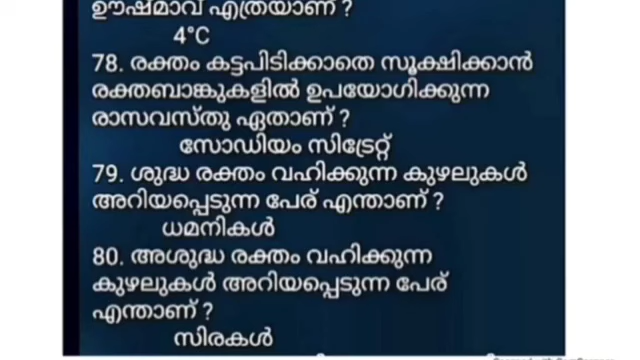 ഊഷ്മാവ് എത്രയാണ് ?
4°C
78. രക്തം കട്ടപിടിക്കാതെ സൂക്ഷിക്കാൻ
രക്തബാങ്കുകളിൽ ഉപയോഗിക്കുന്ന
രാസവസ്തു ഏതാണ് ?
സോഡിയം സിട്രേറ്റ്
79. ശുദ്ധ രക്തം വഹിക്കുന്ന കുഴലുകൾ
അറിയപ്പെടുന്ന പേര് എന്താണ് ?
ധമനികൾ
80. അശുദ്ധ രക്തം വഹിക്കുന്ന
കുഴലുകൾ അറിയപ്പെടുന്ന പേര്
എന്താണ് ?
സിരകൾ